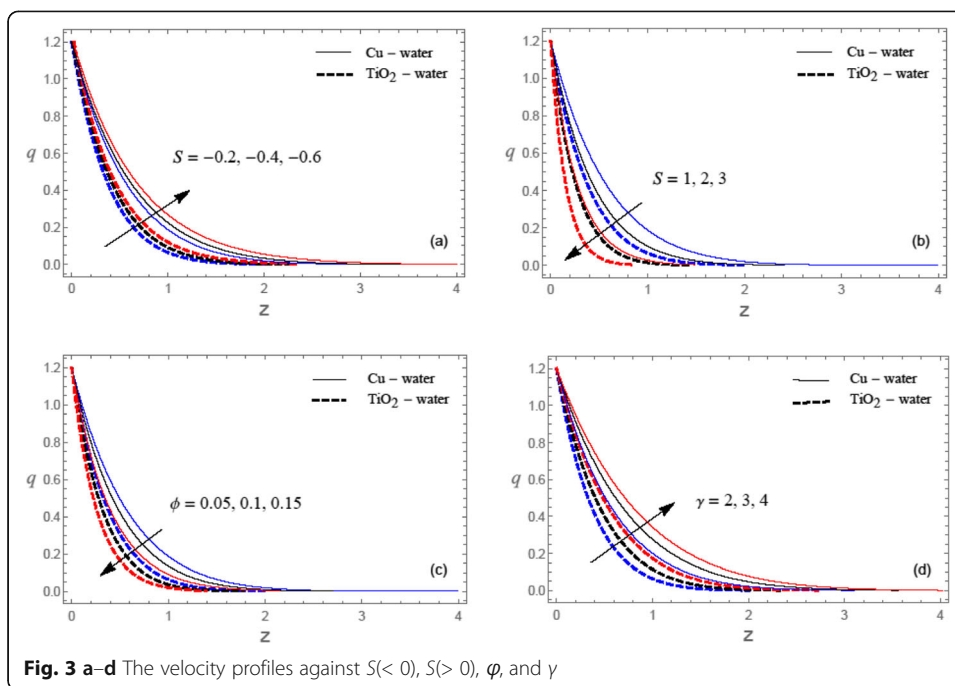 1.2
1.0
0.8
0.6
0.4
0.2
0.0
q
Cu – water
TiO₂ – water
S = −0.2, −0.4, −0.6
(a)
0 1 2 3 4
z
1.2
1.0
0.8
0.6
0.4
0.2
0.0
q
Cu – water
TiO₂ – water
S = 1, 2, 3
(b)
0 1 2 3 4
z
1.2
1.0
0.8
0.6
0.4
0.2
0.0
q
Cu – water
TiO₂ – water
ϕ = 0.05, 0.1, 0.15
(c)
0 1 2 3 4
z
1.2
1.0
0.8
0.6
0.4
0.2
0.0
q
Cu – water
TiO₂ – water
γ = 2, 3, 4
(d)
0 1 2 3 4
z
Fig. 3 a–d The velocity profiles against S(< 0), S(> 0), φ, and γ